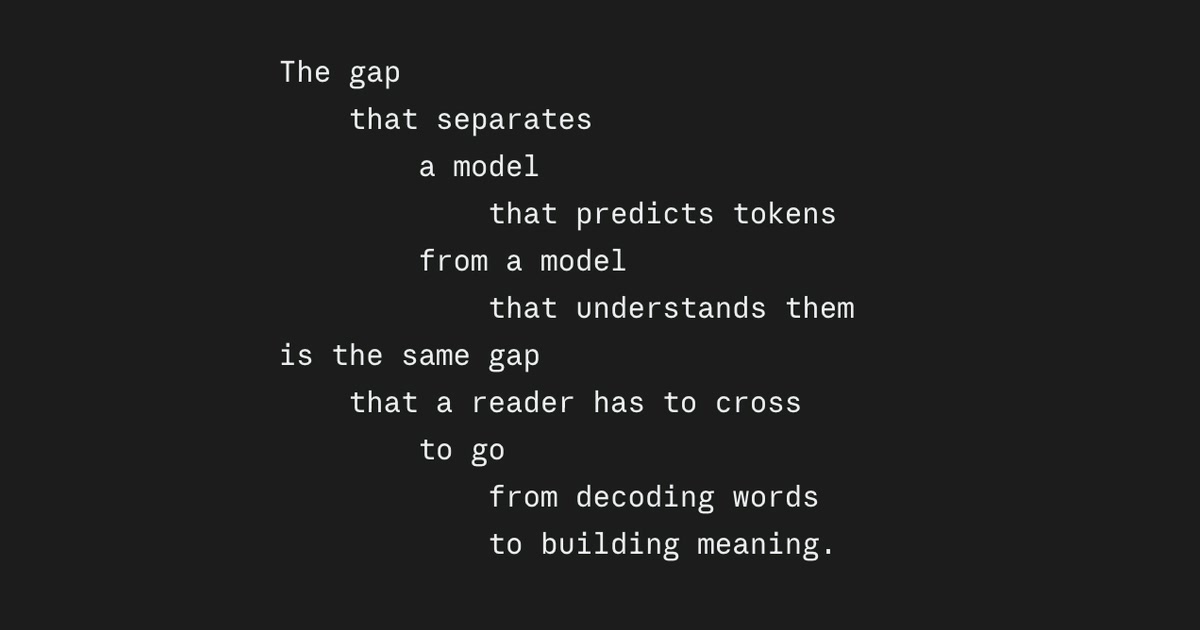 The gap
that separates
a model
that predicts tokens
from a model
that understands them
is the same gap
that a reader has to cross
to go
from decoding words
to building meaning.